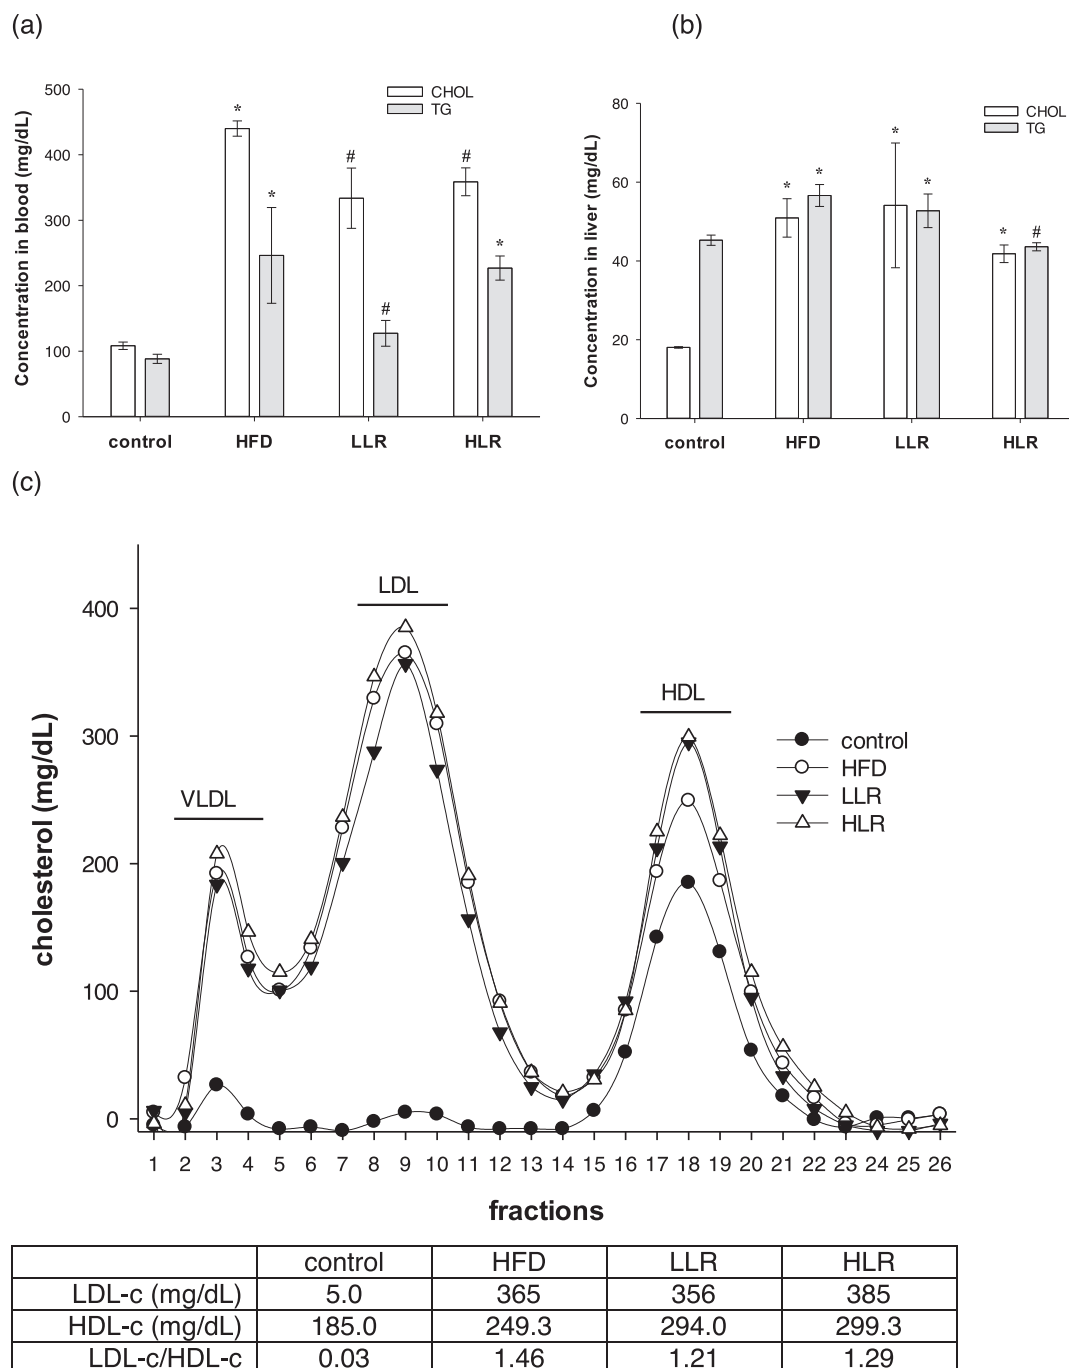 (a)
(b)
500
400
300
200
100
0
Concentration in blood (mg/dL)
CHOL
TG
*
*
#
#
#
*
control HFD LLR HLR
80
60
40
20
0
Concentration in liver (mg/dL)
CHOL
TG
*
*
*
*
*
#
control HFD LLR HLR
(c)
400
300
200
100
0
cholesterol (mg/dL)
VLDL
LDL
HDL
control
HFD
LLR
HLR
1 2 3 4 5 6 7 8 9 10 11 12 13 14 15 16 17 18 19 20 21 22 23 24 25 26
fractions
control HFD LLR HLR
LDL-c (mg/dL) 5.0 365 356 385
HDL-c (mg/dL) 185.0 249.3 294.0 299.3
LDL-c/HDL-c 0.03 1.46 1.21 1.29